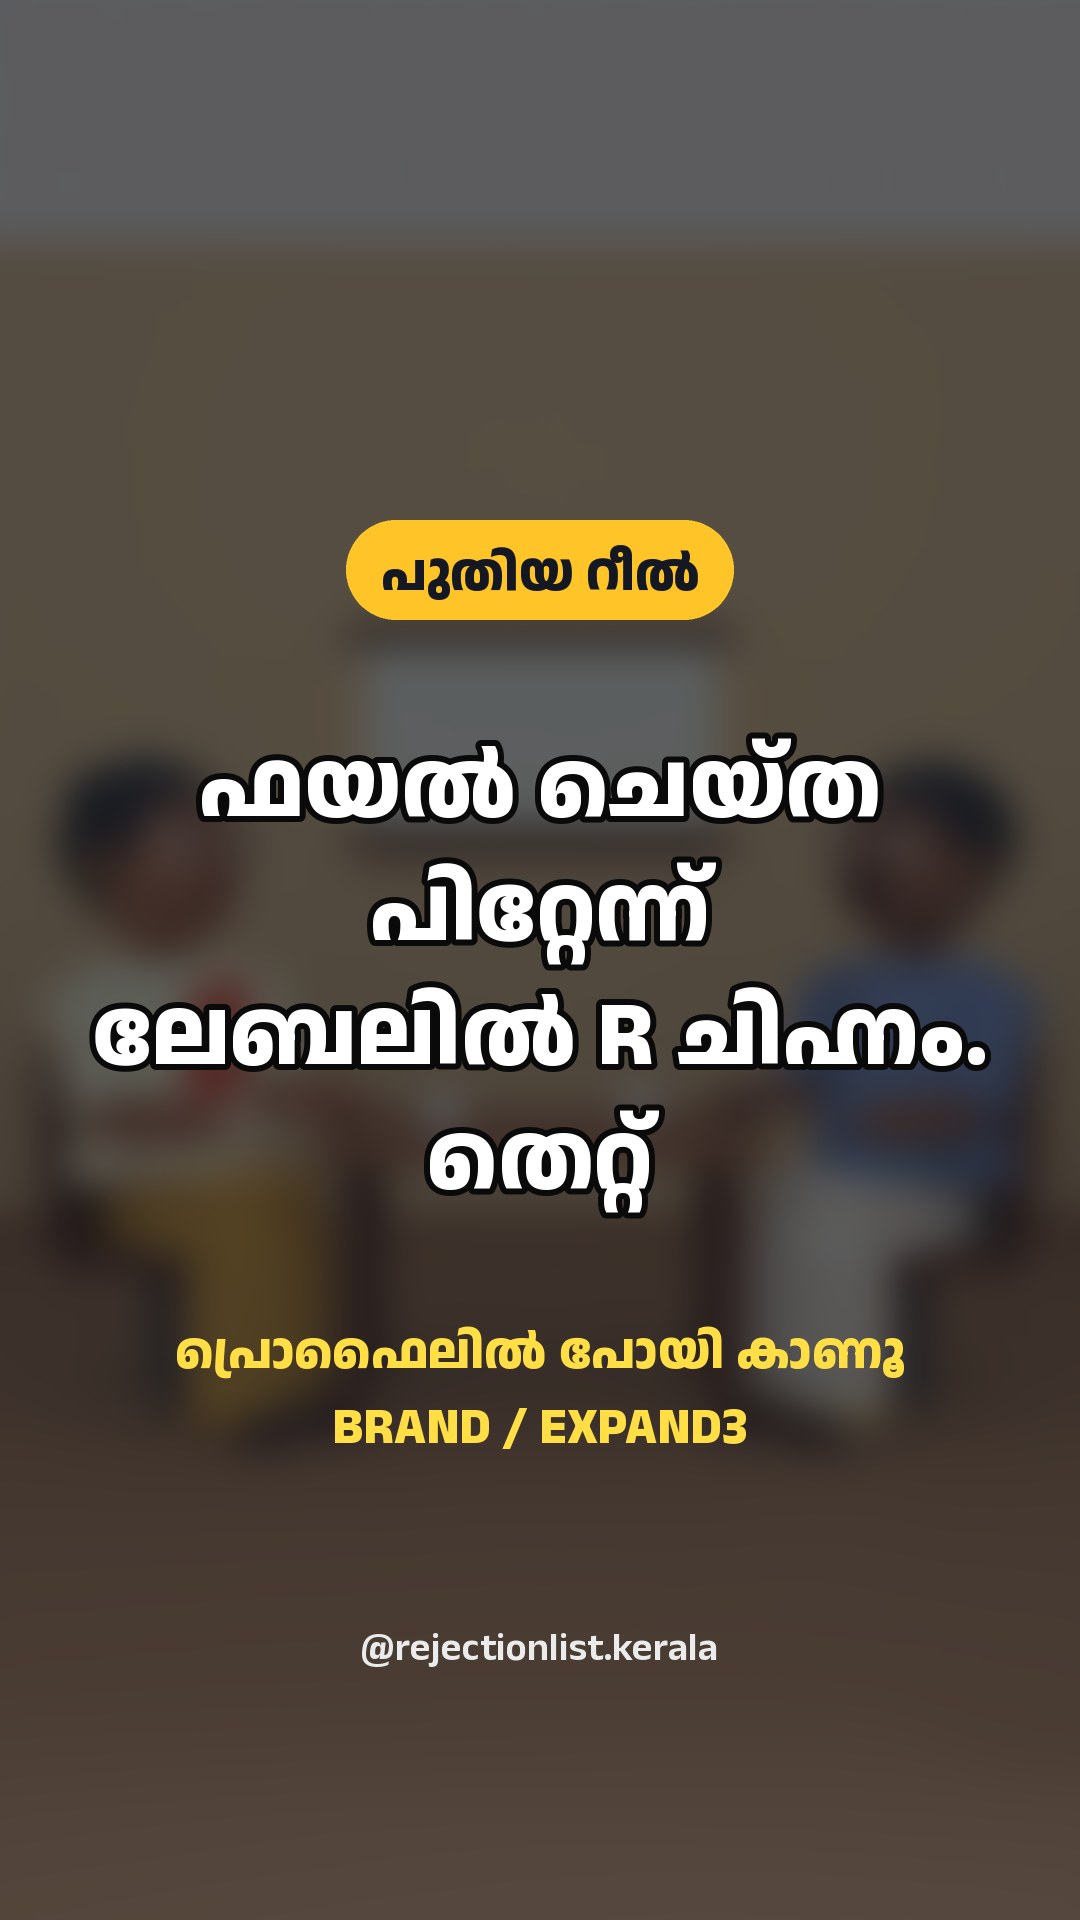 പുതിയ റീൽ
ഫയൽ ചെയ്ത
പിറ്റേന്ന്
ലേബലിൽ R ചിഹ്നം.
തെറ്റ്
പ്രൊഫൈലിൽ പോയി കാണൂ
BRAND / EXPAND3
@rejectionlist.kerala